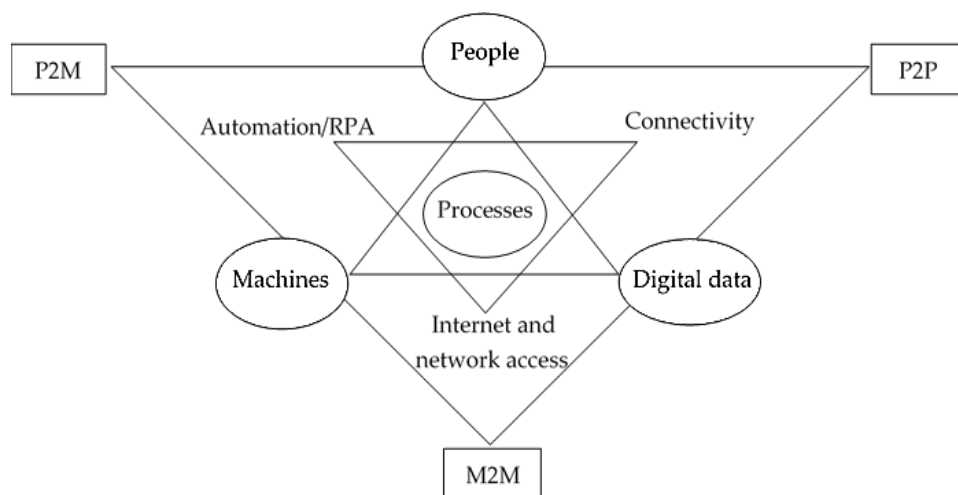 People
P2M
P2P
Automation/RPA
Connectivity
Processes
Machines
Digital data
Internet and
network access
M2M